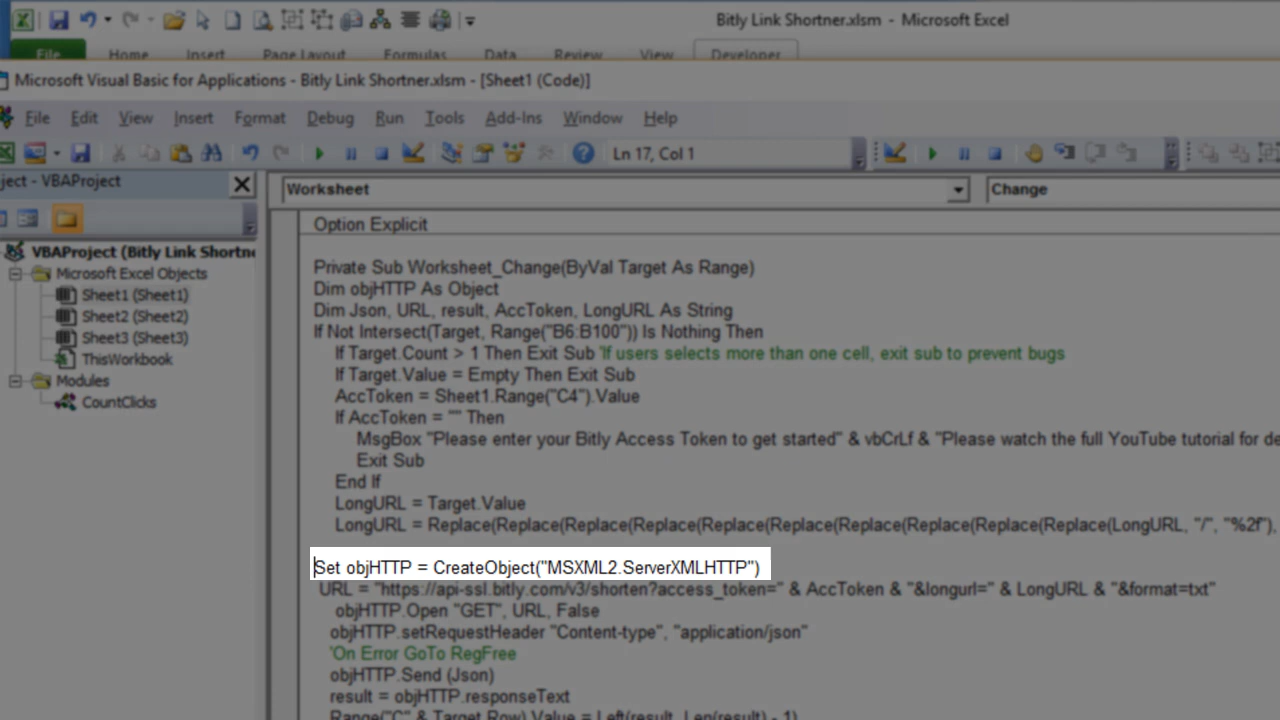 Bitly Link Shortner.xlsm - Microsoft Excel
File Home Insert Page Layout Formulas Data Review View Developer
Microsoft Visual Basic for Applications - Bitly Link Shortner.xlsm - [Sheet1 (Code)]
File Edit View Insert Format Debug Run Tools Add-Ins Window Help
Ln 17, Col 1
ject - VBAProject
Worksheet
Change
VBAProject (Bitly Link Shortne
Microsoft Excel Objects
Sheet1 (Sheet1)
Sheet2 (Sheet2)
Sheet3 (Sheet3)
ThisWorkbook
Modules
CountClicks
Option Explicit
Private Sub Worksheet_Change(ByVal Target As Range)
Dim objHTTP As Object
Dim Json, URL, result, AccToken, LongURL As String
If Not Intersect(Target, Range("B6:B100")) Is Nothing Then
If Target.Count > 1 Then Exit Sub 'If users selects more than one cell, exit sub to prevent bugs
If Target.Value = Empty Then Exit Sub
AccToken = Sheet1.Range("C4").Value
If AccToken = "" Then
MsgBox "Please enter your Bitly Access Token to get started" & vbCrLf & "Please watch the full YouTube tutorial for de
Exit Sub
End If
LongURL = Target.Value
LongURL = Replace(Replace(Replace(Replace(Replace(Replace(Replace(Replace(Replace(Replace(LongURL, "/", "%2f"),
Set objHTTP = CreateObject("MSXML2.ServerXMLHTTP")
URL = "https://api-ssl.bitly.com/v3/shorten?access_token=" & AccToken & "&longurl=" & LongURL & "&format=txt"
objHTTP.Open "GET", URL, False
objHTTP.setRequestHeader "Content-type", "application/json"
'On Error GoTo RegFree
objHTTP.Send (Json)
result = objHTTP.responseText
Range("C" & Target.Row).Value = Left(result, Len(result) - 1)